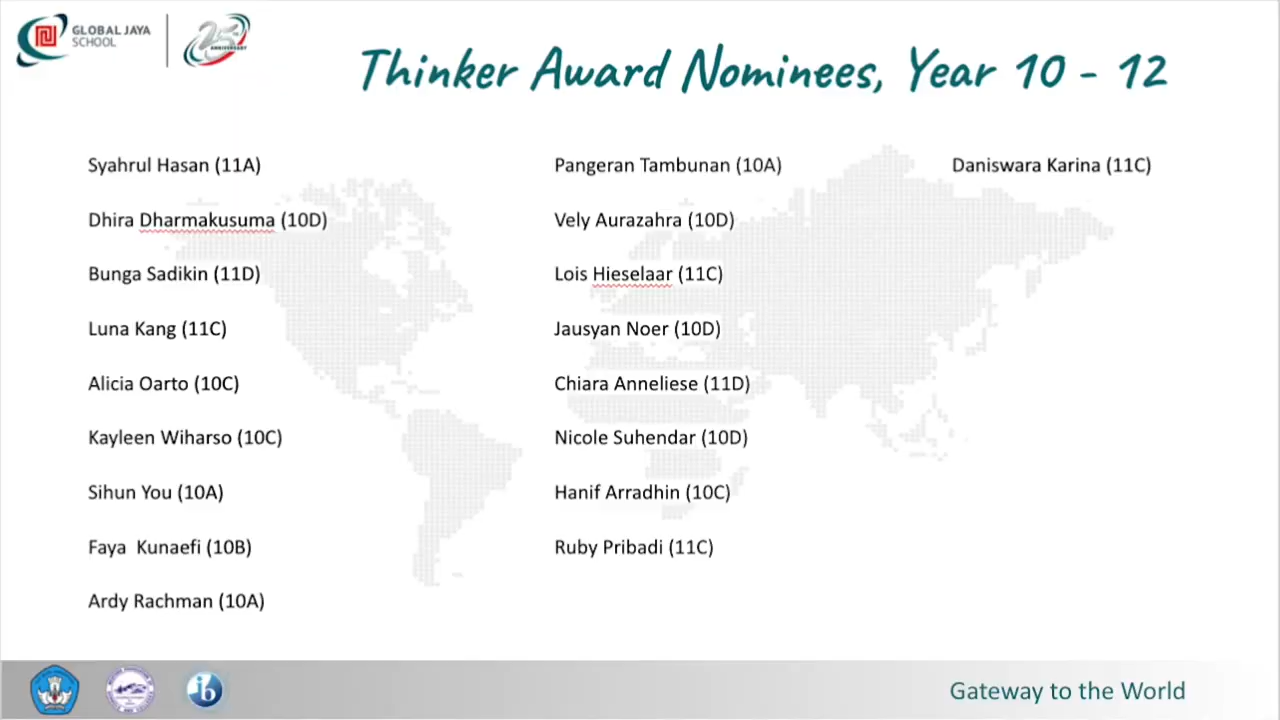 GLOBAL JAYA
SCHOOL
25th
ANNIVERSARY
Thinker Award Nominees, Year 10 - 12
Syahrul Hasan (11A)
Dhira Dharmakusuma (10D)
Bunga Sadikin (11D)
Luna Kang (11C)
Alicia Oarto (10C)
Kayleen Wiharso (10C)
Sihun You (10A)
Faya  Kunaefi (10B)
Ardy Rachman (10A)
Pangeran Tambunan (10A)
Vely Aurazahra (10D)
Lois Hieselaar (11C)
Jausyan Noer (10D)
Chiara Anneliese (11D)
Nicole Suhendar (10D)
Hanif Arradhin (10C)
Ruby Pribadi (11C)
Daniswara Karina (11C)
ib
Gateway to the World